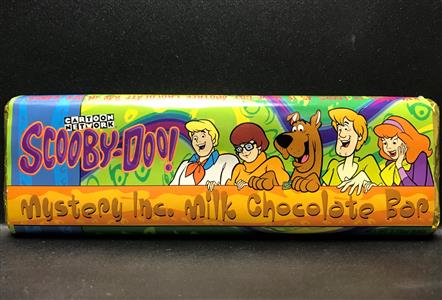 CARTOON
NETWORK
SCOOBY-DOO!
Mystery Inc. Milk Chocolate Bar